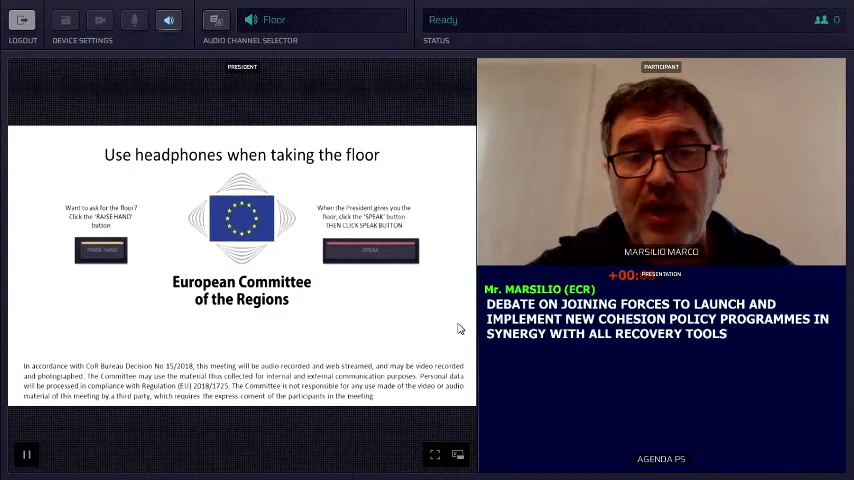 LOGOUT
DEVICE SETTINGS
Floor
AUDIO CHANNEL SELECTOR
Ready
STATUS
0
PRESIDENT
Use headphones when taking the floor
Want to ask for the floor?
Click the 'RAISE HAND'
button
RAISE HAND
When the President gives you the
floor, click the 'SPEAK' button
THEN CLICK SPEAK BUTTON
SPEAK
European Committee
of the Regions
In accordance with CoR Bureau Decision No 15/2018, this meeting will be audio recorded and web-streamed, and may be video recorded
and photographed. The Committee may use the material thus collected for internal and external communication purposes. Personal data
will be processed in compliance with Regulation (EU) 2018/1725. The Committee is not responsible for any use made of the video or audio
material of this meeting by a third party, which requires the express consent of the participants in the meeting.
PARTICIPANT
MARSILIO MARCO
PRESENTATION
Mr. MARSILIO (ECR)
DEBATE ON JOINING FORCES TO LAUNCH AND
IMPLEMENT NEW COHESION POLICY PROGRAMMES IN
SYNERGY WITH ALL RECOVERY TOOLS
AGENDA PS